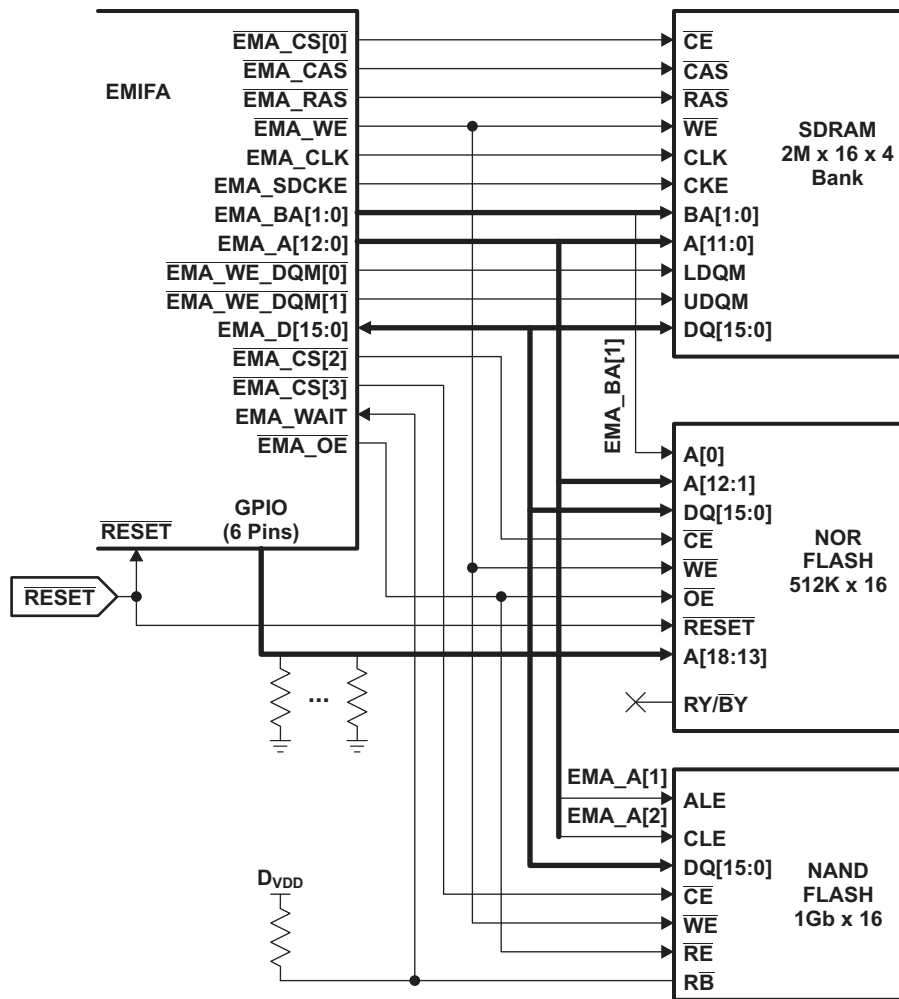 EMIFA
EMA_CS[0]
EMA_CAS
EMA_RAS
EMA_WE
EMA_CLK
EMA_SDCKE
EMA_BA[1:0]
EMA_A[12:0]
EMA_WE_DQM[0]
EMA_WE_DQM[1]
EMA_D[15:0]
EMA_CS[2]
EMA_CS[3]
EMA_WAIT
EMA_OE
GPIO
(6 Pins)
RESET
RESET
CE
CAS
RAS
WE
CLK
CKE
BA[1:0]
A[11:0]
LDQM
UDQM
DQ[15:0]
SDRAM
2M x 16 x 4
Bank
EMA_BA[1]
A[0]
A[12:1]
DQ[15:0]
CE
WE
OE
RESET
A[18:13]
RY/BY
NOR
FLASH
512K x 16
...
EMA_A[1]
EMA_A[2]
ALE
CLE
DQ[15:0]
CE
WE
RE
RB
NAND
FLASH
1Gb x 16
DVDD